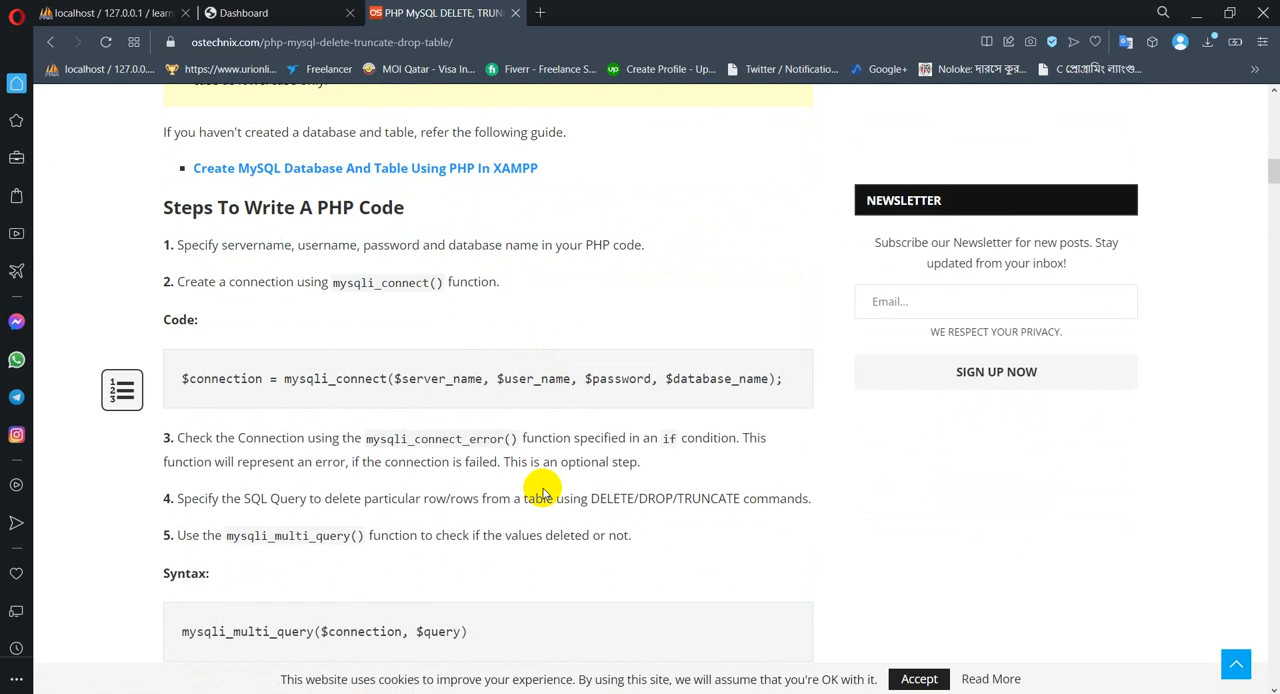 localhost / 127.0.0.1 / learn
Dashboard
OS PHP MySQL DELETE, TRUN
ostechnix.com/php-mysql-delete-truncate-drop-table/
localhost / 127.0.0....
https://www.urionli...
Freelancer
MOI Qatar - Visa In...
fi Fiverr - Freelance S...
up Create Profile - Up...
Twitter / Notificatio...
Google+
Noloke: দারসে কুর...
C প্রোগ্রামিং ল্যাংগু...
If you haven't created a database and table, refer the following guide.
Create MySQL Database And Table Using PHP In XAMPP
Steps To Write A PHP Code
1. Specify servername, username, password and database name in your PHP code.
2. Create a connection using mysqli_connect() function.
Code:
$connection = mysqli_connect($server_name, $user_name, $password, $database_name);
3. Check the Connection using the mysqli_connect_error() function specified in an if condition. This
function will represent an error, if the connection is failed. This is an optional step.
4. Specify the SQL Query to delete particular row/rows from a table using DELETE/DROP/TRUNCATE commands.
5. Use the mysqli_multi_query() function to check if the values deleted or not.
Syntax:
mysqli_multi_query($connection, $query)
NEWSLETTER
Subscribe our Newsletter for new posts. Stay
updated from your inbox!
Email...
WE RESPECT YOUR PRIVACY.
SIGN UP NOW
This website uses cookies to improve your experience. By using this site, we will assume that you're OK with it.
Accept
Read More